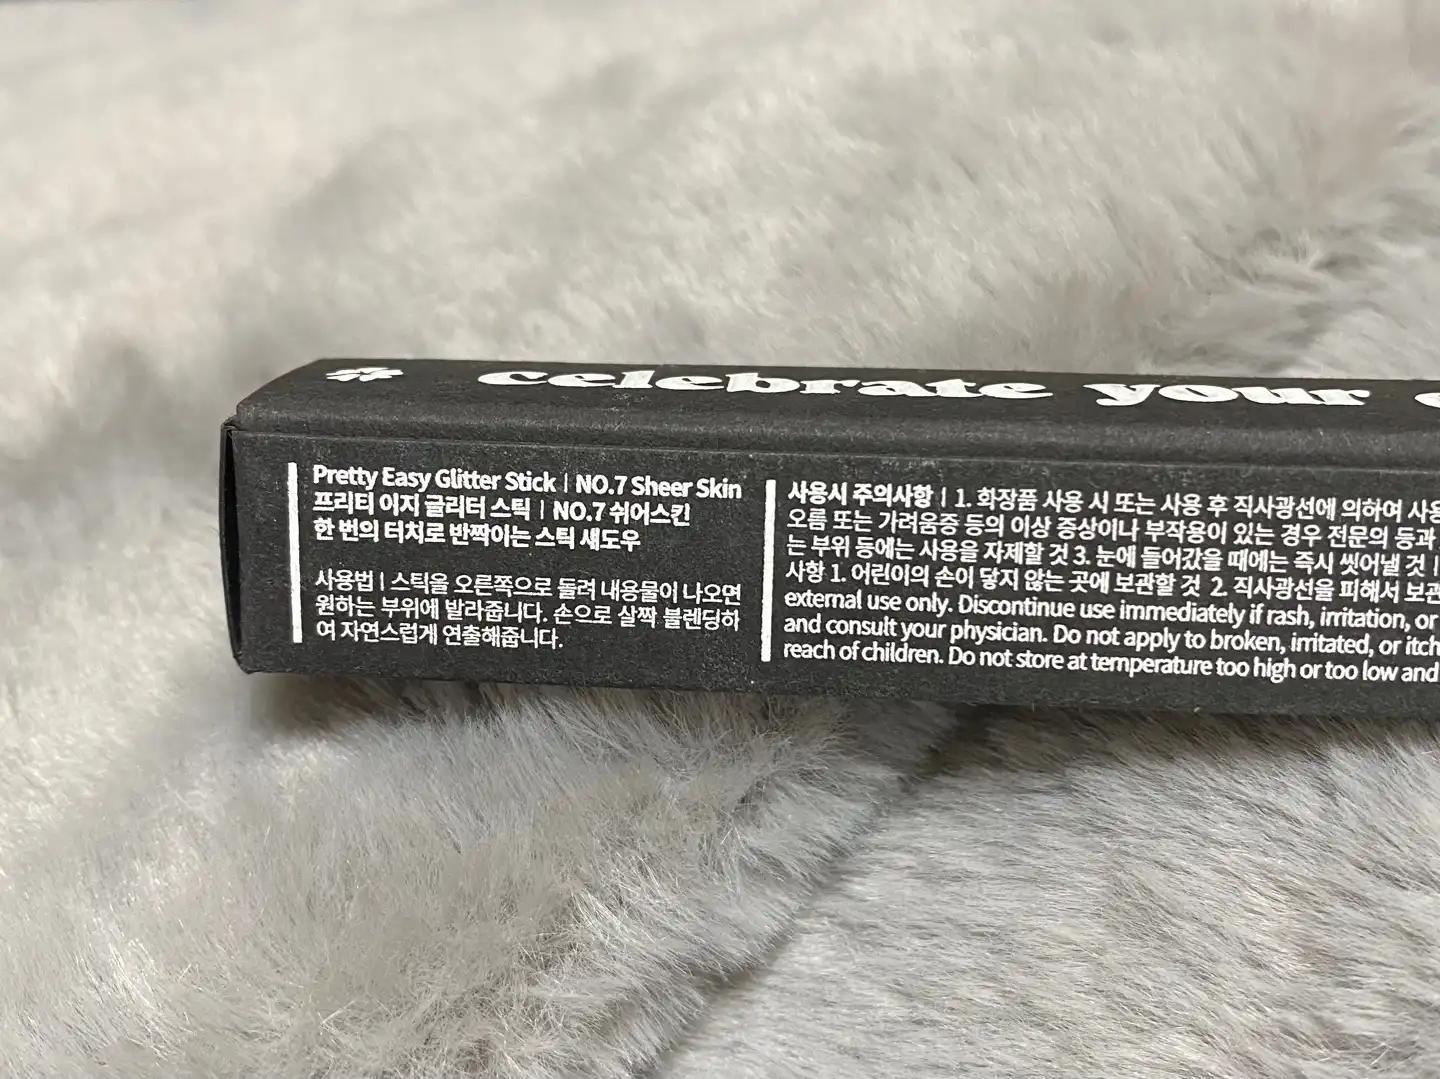 celebrate your
Pretty Easy Glitter Stick | NO.7 Sheer Skin
프리티 이지 글리터 스틱 | NO.7 쉬어스킨
한 번의 터치로 반짝이는 스틱 섀도우
사용법 | 스틱을 오른쪽으로 돌려 내용물이 나오면
원하는 부위에 발라줍니다. 손으로 살짝 블렌딩하
여 자연스럽게 연출해줍니다.
사용시 주의사항 | 1. 화장품 사용 시 또는 사용 후 직사광선에 의하여 사용
오름 또는 가려움증 등의 이상 증상이나 부작용이 있는 경우 전문의 등과
는 부위 등에는 사용을 자제할 것 3. 눈에 들어갔을 때에는 즉시 씻어낼 것 |
사항 1. 어린이의 손이 닿지 않는 곳에 보관할 것 2. 직사광선을 피해서 보관
external use only. Discontinue use immediately if rash, irritation, or
and consult your physician. Do not apply to broken, irritated, or itch
reach of children. Do not store at temperature too high or too low and